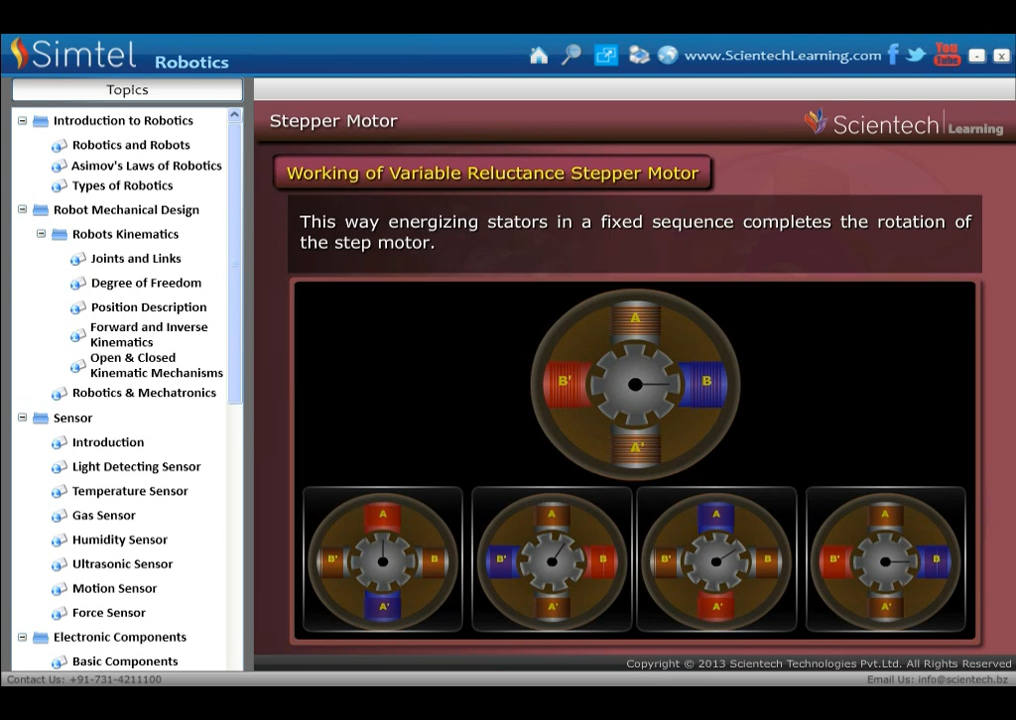 Simtel Robotics
www.ScientechLearning.com
You
Tube
Topics
Introduction to Robotics
Robotics and Robots
Asimov's Laws of Robotics
Types of Robotics
Robot Mechanical Design
Robots Kinematics
Joints and Links
Degree of Freedom
Position Description
Forward and Inverse
Kinematics
Open & Closed
Kinematic Mechanisms
Robotics & Mechatronics
Sensor
Introduction
Light Detecting Sensor
Temperature Sensor
Gas Sensor
Humidity Sensor
Ultrasonic Sensor
Motion Sensor
Force Sensor
Electronic Components
Basic Components
Stepper Motor
Scientech Learning
Working of Variable Reluctance Stepper Motor
This way energizing stators in a fixed sequence completes the rotation of
the step motor.
A
B' B
A'
A A A A
B' B B' B B' B B' B
A' A' A' A'
Copyright © 2013 Scientech Technologies Pvt.Ltd. All Rights Reserved
Contact Us: +91-731-4211100
Email Us: info@scientech.bz